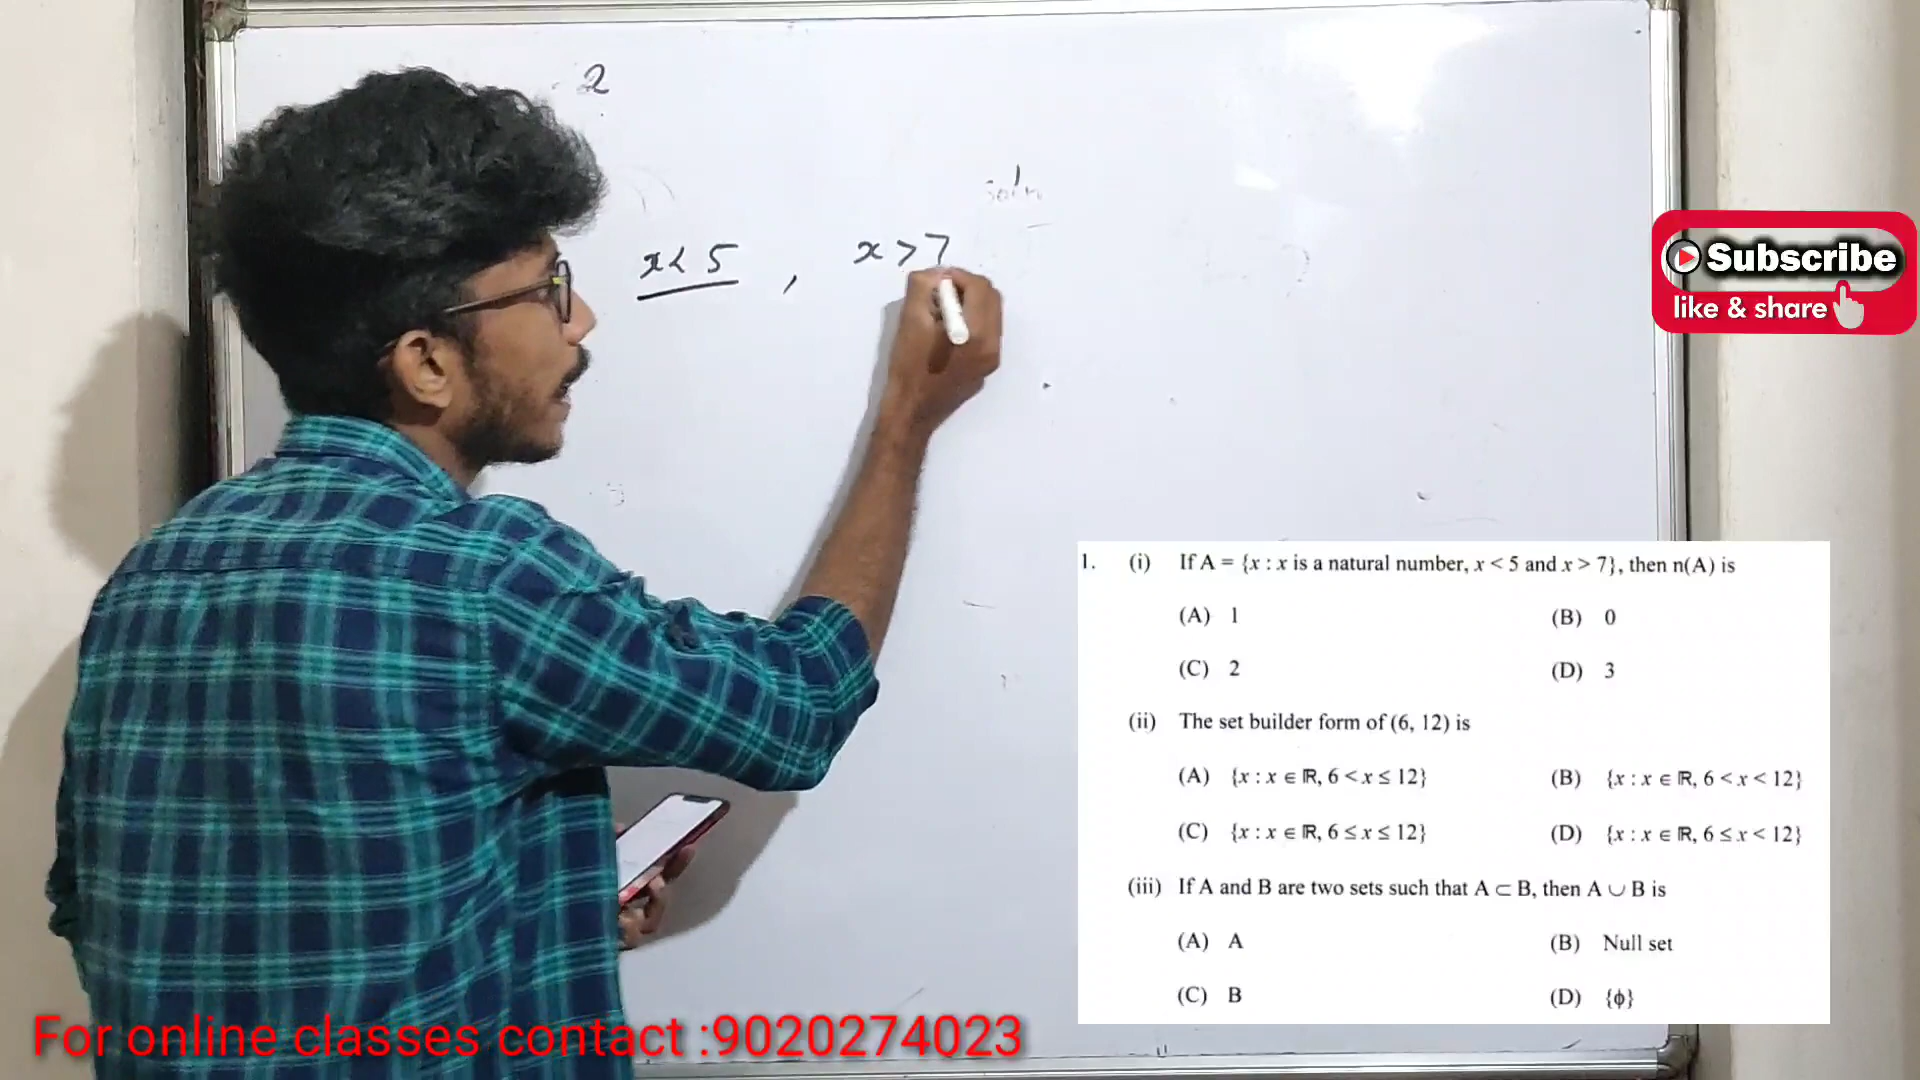 2
x < 5 , x > 7
Subscribe
like & share
1. (i) If A = {x : x is a natural number, x < 5 and x > 7}, then n(A) is
(A) 1 (B) 0
(C) 2 (D) 3
(ii) The set builder form of (6, 12) is
(A) {x : x ∈ ℝ, 6 < x ≤ 12} (B) {x : x ∈ ℝ, 6 < x < 12}
(C) {x : x ∈ ℝ, 6 ≤ x ≤ 12} (D) {x : x ∈ ℝ, 6 ≤ x < 12}
(iii) If A and B are two sets such that A ⊂ B, then A ∪ B is
(A) A (B) Null set
(C) B (D) {ϕ}
For online classes contact :9020274023